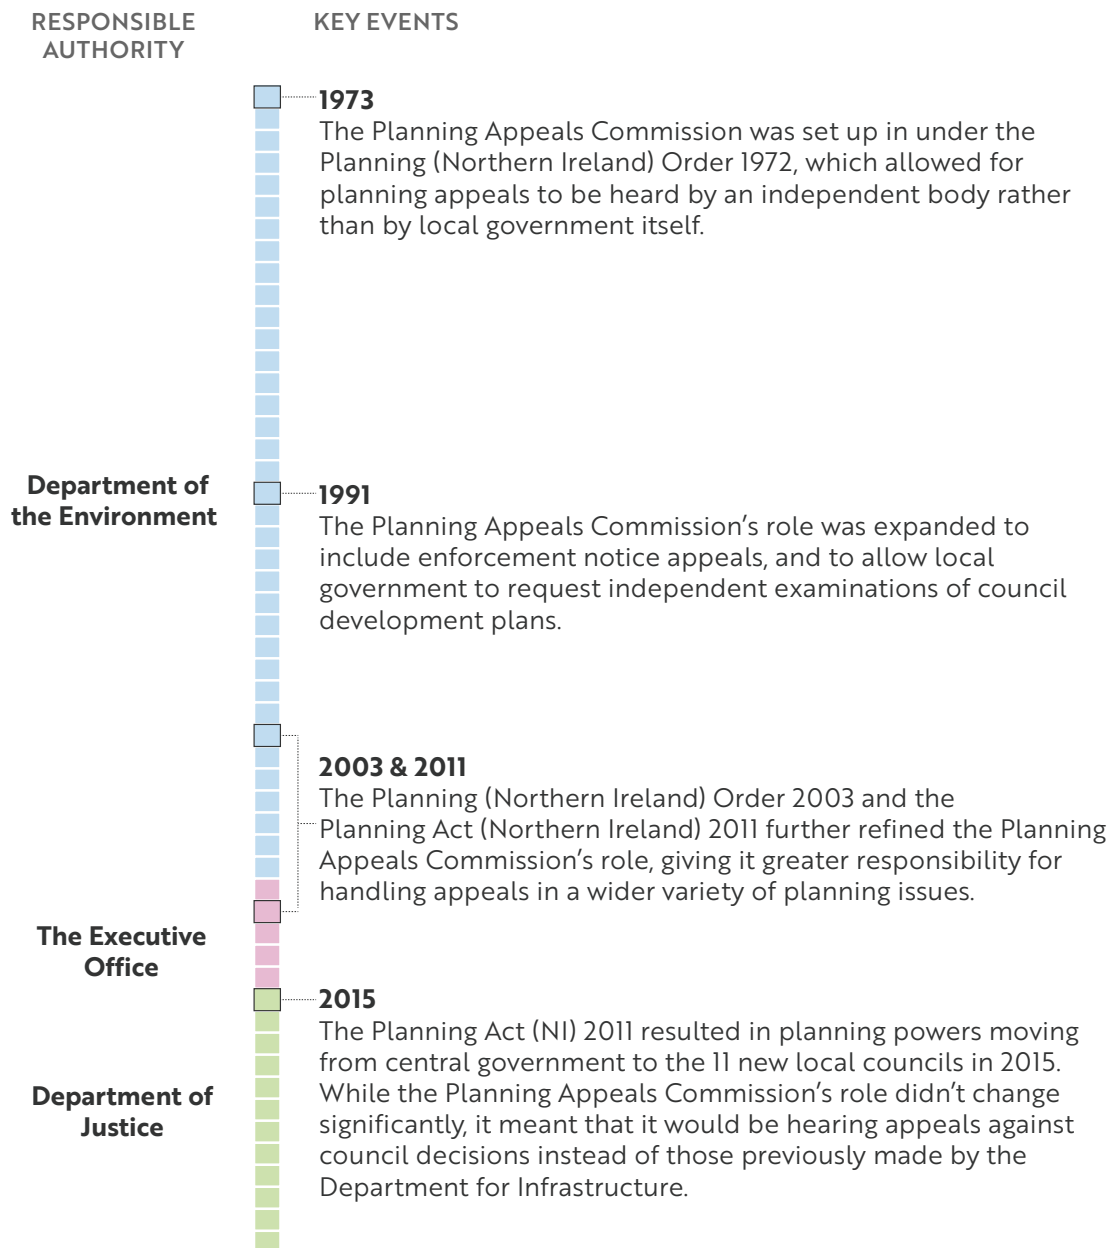 RESPONSIBLE
AUTHORITY
KEY EVENTS
1973
The Planning Appeals Commission was set up in under the
Planning (Northern Ireland) Order 1972, which allowed for
planning appeals to be heard by an independent body rather
than by local government itself.
Department of
the Environment
1991
The Planning Appeals Commission’s role was expanded to
include enforcement notice appeals, and to allow local
government to request independent examinations of council
development plans.
2003 & 2011
The Planning (Northern Ireland) Order 2003 and the
Planning Act (Northern Ireland) 2011 further refined the Planning
Appeals Commission’s role, giving it greater responsibility for
handling appeals in a wider variety of planning issues.
The Executive
Office
2015
The Planning Act (NI) 2011 resulted in planning powers moving
from central government to the 11 new local councils in 2015.
While the Planning Appeals Commission’s role didn’t change
significantly, it meant that it would be hearing appeals against
council decisions instead of those previously made by the
Department for Infrastructure.
Department of
Justice